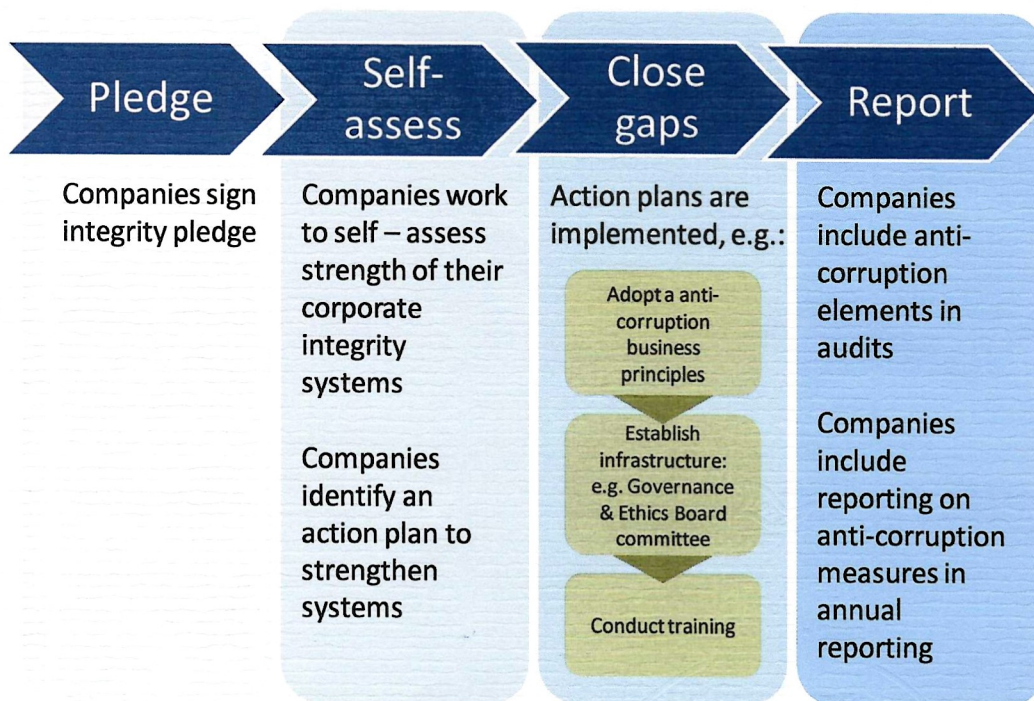 Pledge
Self-
assess
Close
gaps
Report
Companies sign
integrity pledge
Companies work
to self – assess
strength of their
corporate
integrity
systems
Companies
identify an
action plan to
strengthen
systems
Action plans are
implemented, e.g.:
Adopt a anti-
corruption
business
principles
Establish
infrastructure:
e.g. Governance
& Ethics Board
committee
Conduct training
Companies
include anti-
corruption
elements in
audits
Companies
include
reporting on
anti-corruption
measures in
annual
reporting